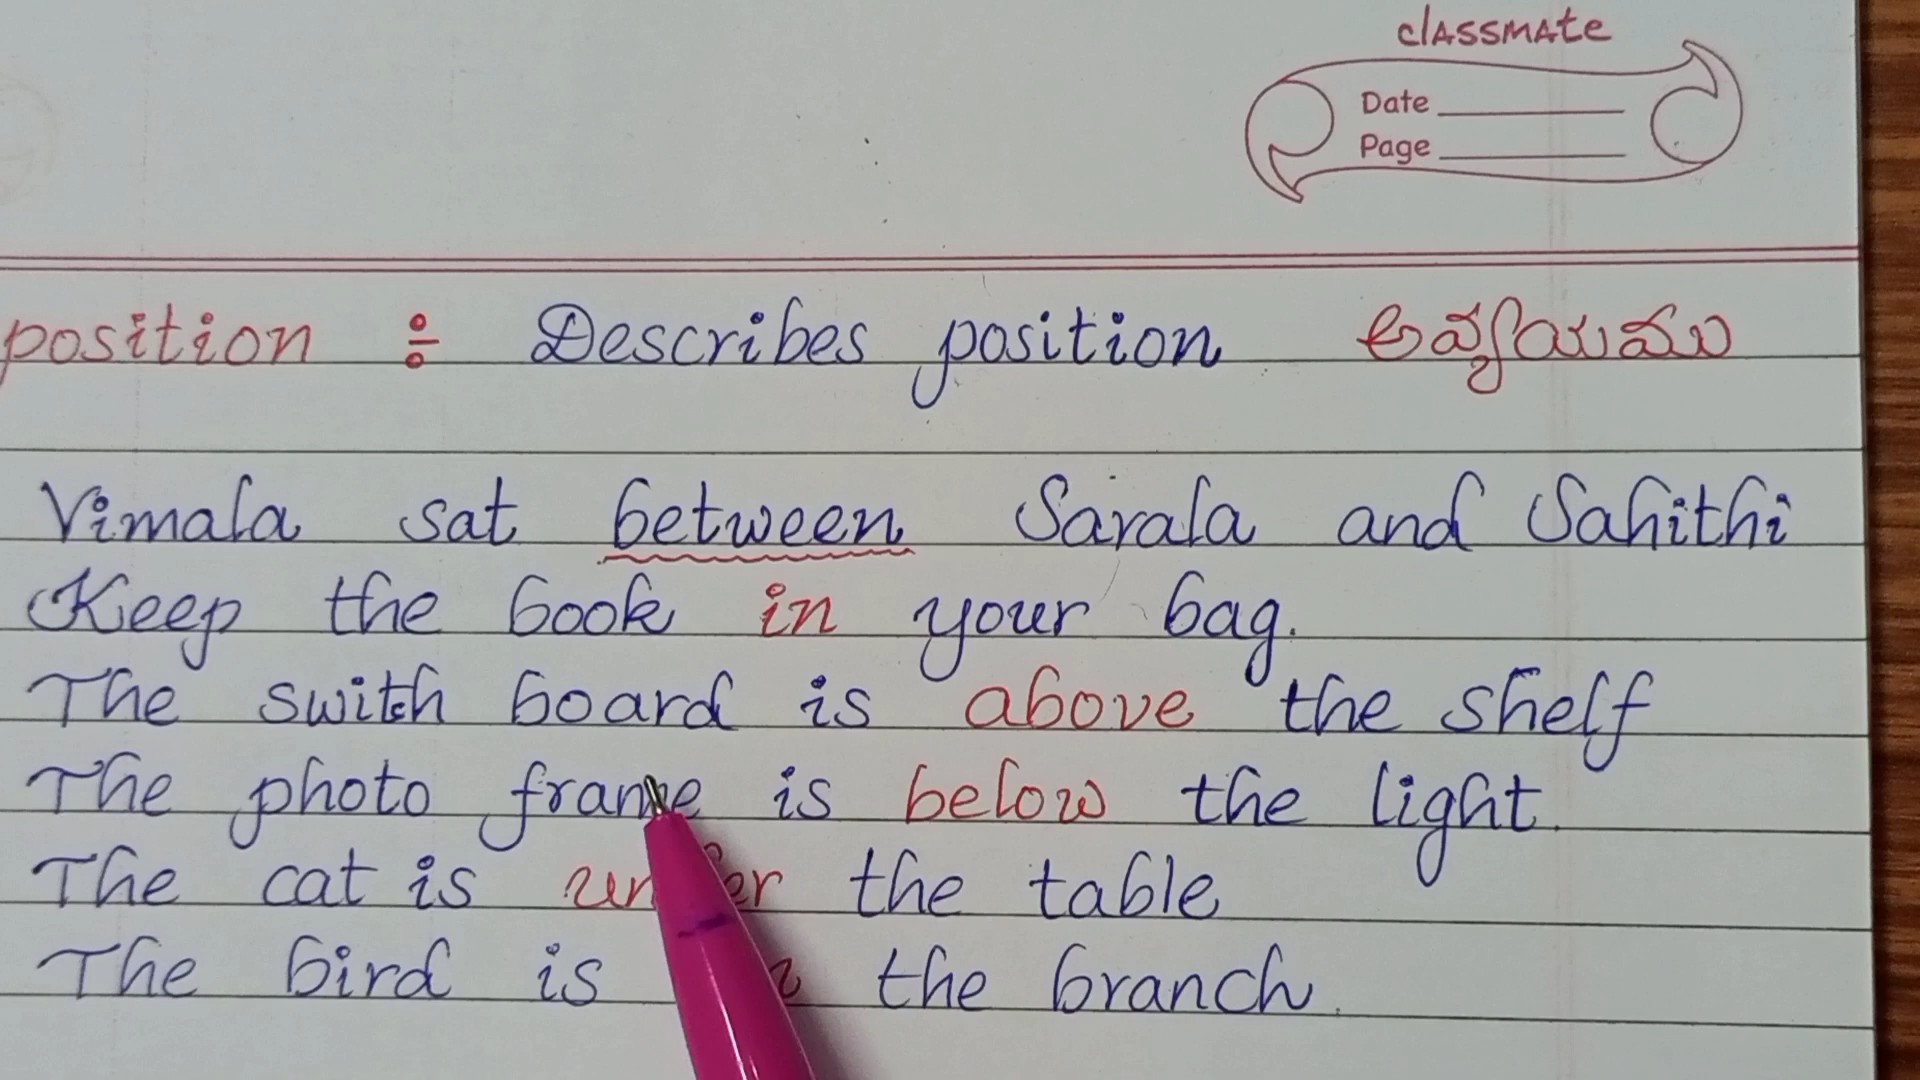 classmate
Date
Page
position ÷ Describes position అవ్యయము
Vimala sat between Sarala and Sahithi
Keep the book in your bag.
The swith board is above the shelf
The photo frame is below the light.
The cat is the table
The bird is the branch.